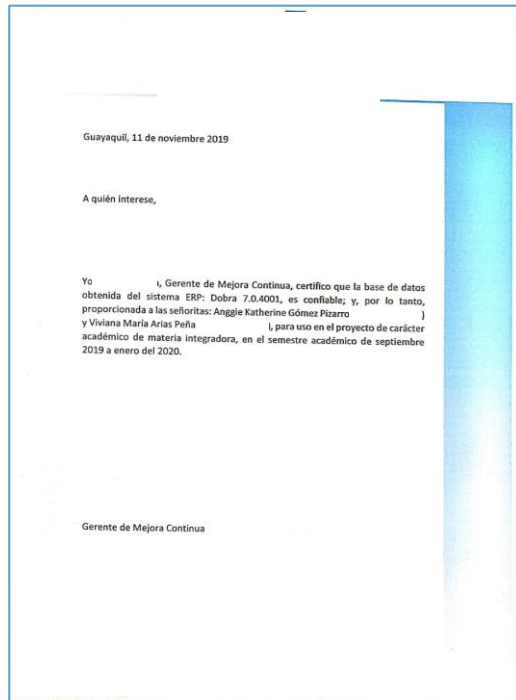 Guayaquil, 11 de noviembre 2019
A quién interese,
Yo , Gerente de Mejora Continua, certifico que la base de datos
obtenida del sistema ERP: Dobra 7.0.4001, es confiable; y, por lo tanto,
proporcionada a las señoritas: Anggie Katherine Gómez Pizarro )
y Viviana María Arias Peña , para uso en el proyecto de carácter
académico de materia integradora, en el semestre académico de septiembre
2019 a enero del 2020.
Gerente de Mejora Continua